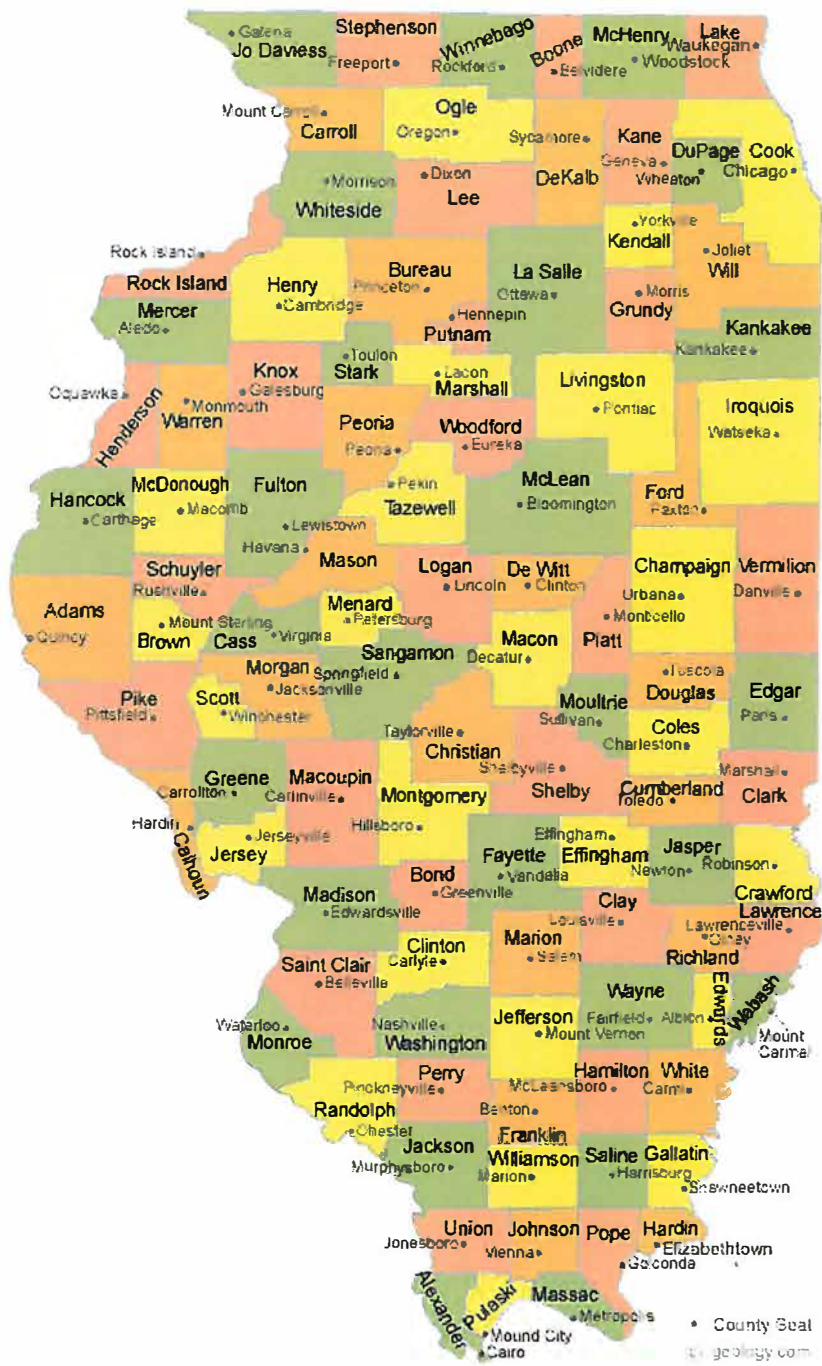 Galena
Jo Daviess
Stephenson
Freeport
Winnebago
Rockford
Boone
Belvidere
McHenry
Woodstock
Lake
Waukegan
Mount Carroll
Carroll
Ogle
Oregon
Sycamore
DeKalb
Kane
Geneva
DuPage
Wheaton
Cook
Chicago
Morrison
Whiteside
Dixon
Lee
Yorkville
Kendall
Joliet
Will
Rock Island
Rock Island
Henry
Cambridge
Bureau
Princeton
La Salle
Ottawa
Morris
Grundy
Mercer
Aledo
Hennepin
Putnam
Kankakee
Kankakee
Toulon
Stark
Lacon
Marshall
Knox
Galesburg
Oquawka
Henderson
Monmouth
Warren
Livingston
Pontiac
Iroquois
Watseka
Peoria
Peoria
Woodford
Eureka
Hancock
Carthage
McDonough
Macomb
Fulton
Lewistown
Pekin
Tazewell
McLean
Bloomington
Ford
Paxton
Havana
Mason
Schuyler
Rushville
Logan
Lincoln
De Witt
Clinton
Champaign
Urbana
Vermilion
Danville
Adams
Quincy
Mount Sterling
Brown
Cass
Virginia
Menard
Petersburg
Macon
Decatur
Monticello
Piatt
Sangamon
Springfield
Morgan
Jacksonville
Pike
Pittsfield
Scott
Winchester
Tuscola
Douglas
Edgar
Paris
Moultrie
Sullivan
Coles
Charleston
Taylorville
Christian
Shelbyville
Shelby
Cumberland
Toledo
Marshall
Clark
Greene
Carrollton
Macoupin
Carlinville
Montgomery
Hillsboro
Hardin
Calhoun
Jerseyville
Jersey
Effingham
Effingham
Fayette
Vandalia
Jasper
Newton
Robinson
Crawford
Bond
Greenville
Madison
Edwardsville
Clay
Louisville
Lawrence
Lawrenceville
Olney
Richland
Marion
Salem
Clinton
Carlyle
Saint Clair
Belleville
Wayne
Fairfield
Albion
Edwards
Wabash
Mount
Carmal
Jefferson
Mount Vernon
Waterloo
Monroe
Nashville
Washington
Perry
Pinckneyville
Hamilton
McLeansboro
White
Carmi
Randolph
Chester
Benton
Franklin
Jackson
Murphysboro
Williamson
Marion
Saline
Harrisburg
Gallatin
Shawneetown
Union
Jonesboro
Johnson
Vienna
Pope
Golconda
Hardin
Elizabethtown
Alexander
Pulaski
Massac
Metropolis
Mound City
Cairo
County Seat
geology.com